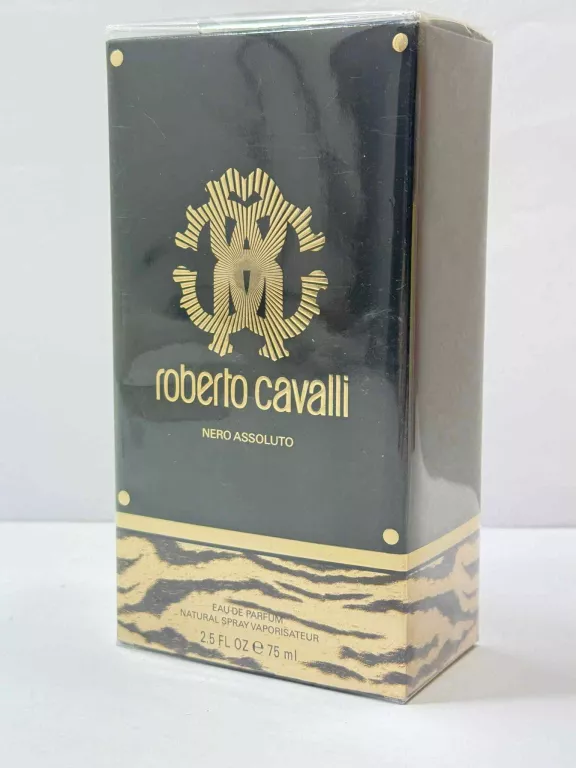 roberto cavalli
NERO ASSOLUTO
EAU DE PARFUM
NATURAL SPRAY VAPORISATEUR
2.5 FL OZ ℮ 75 ml